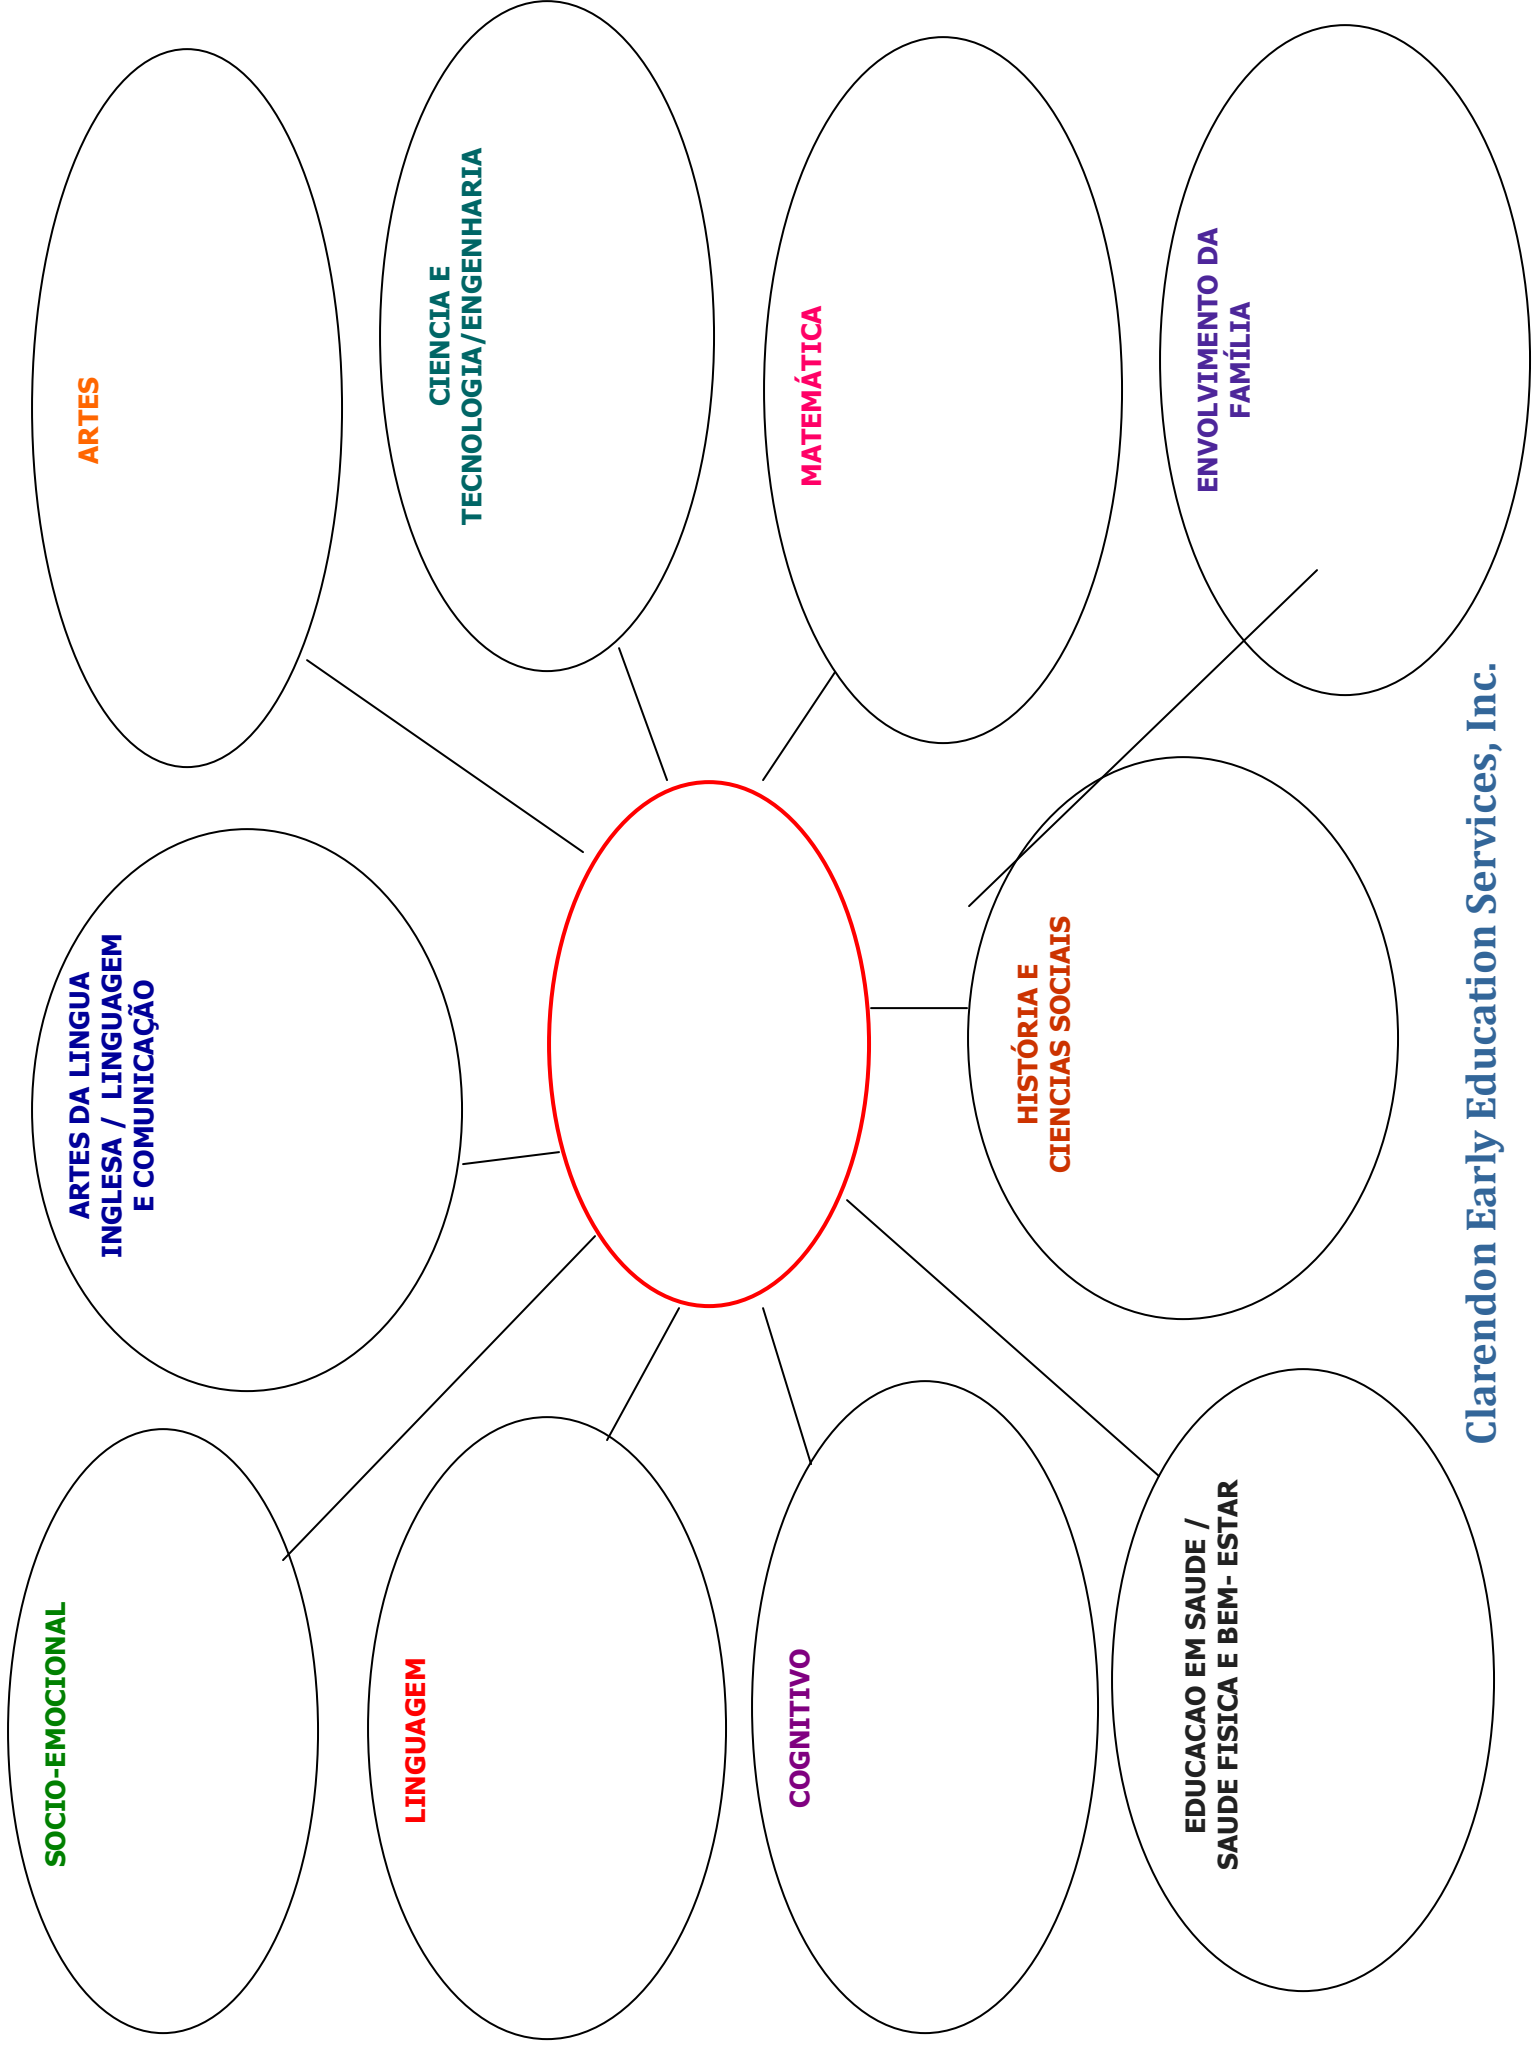 SOCIO-EMOCIONAL
ARTES DA LINGUA
INGLESA / LINGUAGEM
E COMUNICAÇÃO
ARTES
LINGUAGEM
CIENCIA E
TECNOLOGIA/ENGENHARIA
COGNITIVO
MATEMÁTICA
HISTÓRIA E
CIENCIAS SOCIAIS
EDUCACAO EM SAUDE /
SAUDE FISICA E BEM- ESTAR
ENVOLVIMENTO DA
FAMÍLIA
Clarendon Early Education Services, Inc.